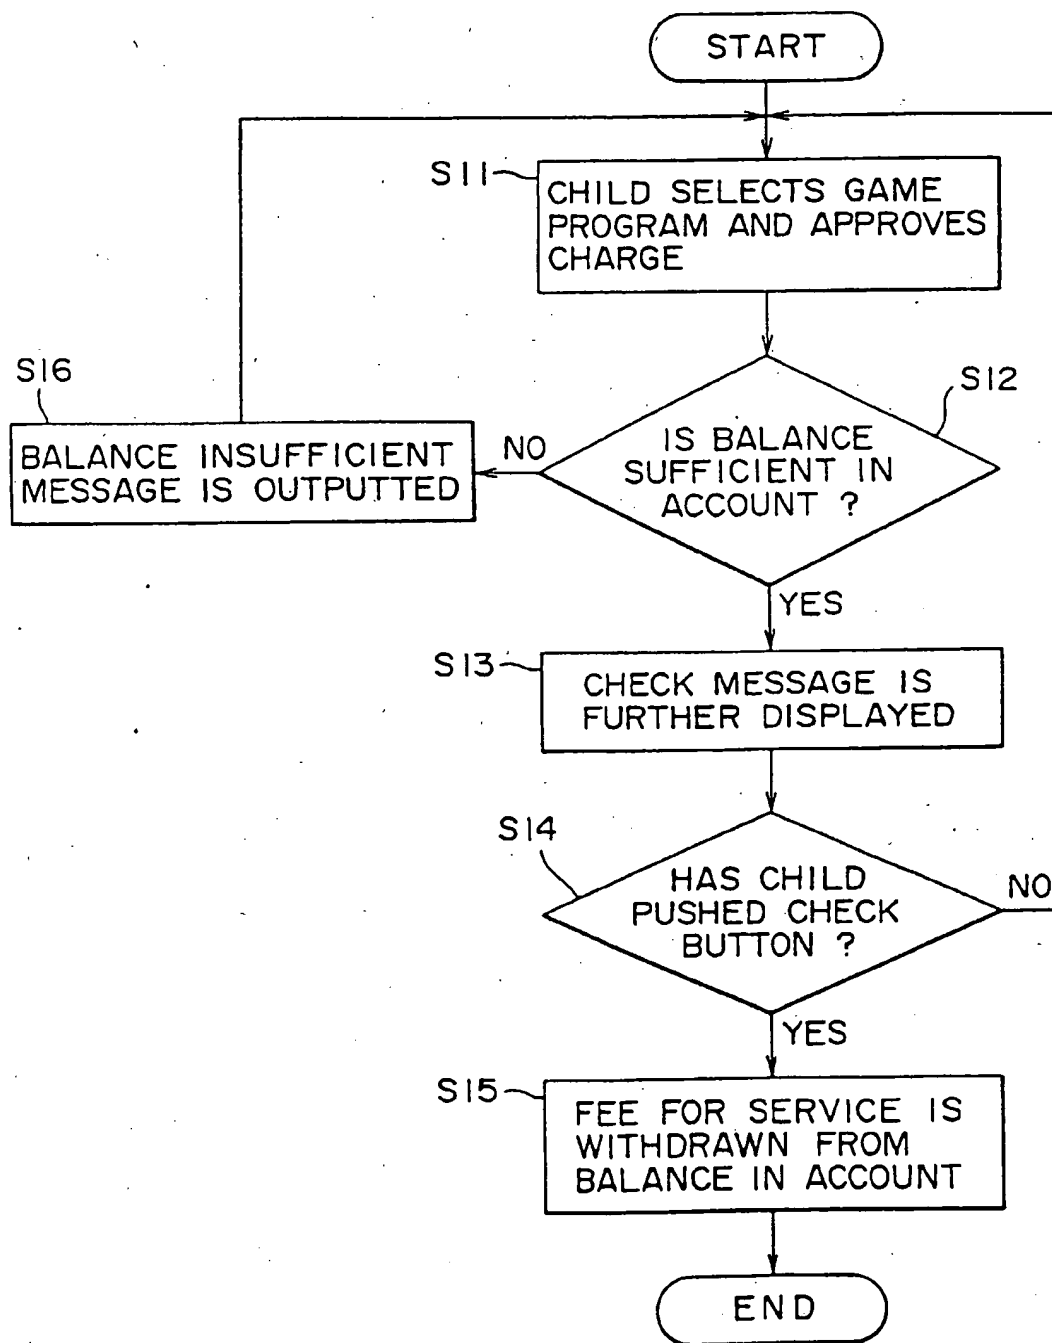 START
S11
CHILD SELECTS GAME
PROGRAM AND APPROVES
CHARGE
S16
S12
BALANCE INSUFFICIENT
MESSAGE IS OUTPUTTED
NO
IS BALANCE
SUFFICIENT IN
ACCOUNT ?
YES
S13
CHECK MESSAGE IS
FURTHER DISPLAYED
S14
HAS CHILD
PUSHED CHECK
BUTTON ?
NO
YES
S15
FEE FOR SERVICE IS
WITHDRAWN FROM
BALANCE IN ACCOUNT
END